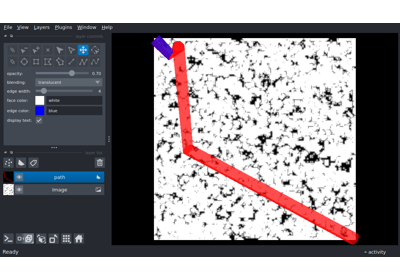 File View Layers Plugins Window Help
opacity: 0.70
blending: translucent
edge width:
face color: white
edge color: blue
display text:
path
Image
Ready
activity